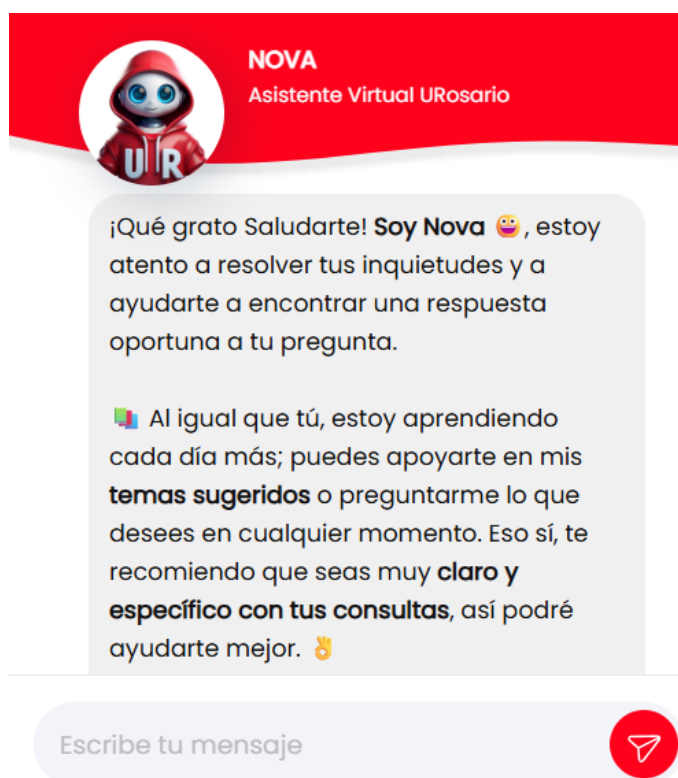 NOVA
Asistente Virtual URosario
UR
¡Qué grato Saludarte! Soy Nova 😀, estoy
atento a resolver tus inquietudes y a
ayudarte a encontrar una respuesta
oportuna a tu pregunta.
📚 Al igual que tú, estoy aprendiendo
cada día más; puedes apoyarte en mis
temas sugeridos o preguntarme lo que
desees en cualquier momento. Eso sí, te
recomiendo que seas muy claro y
específico con tus consultas, así podré
ayudarte mejor. 👌
Escribe tu mensaje